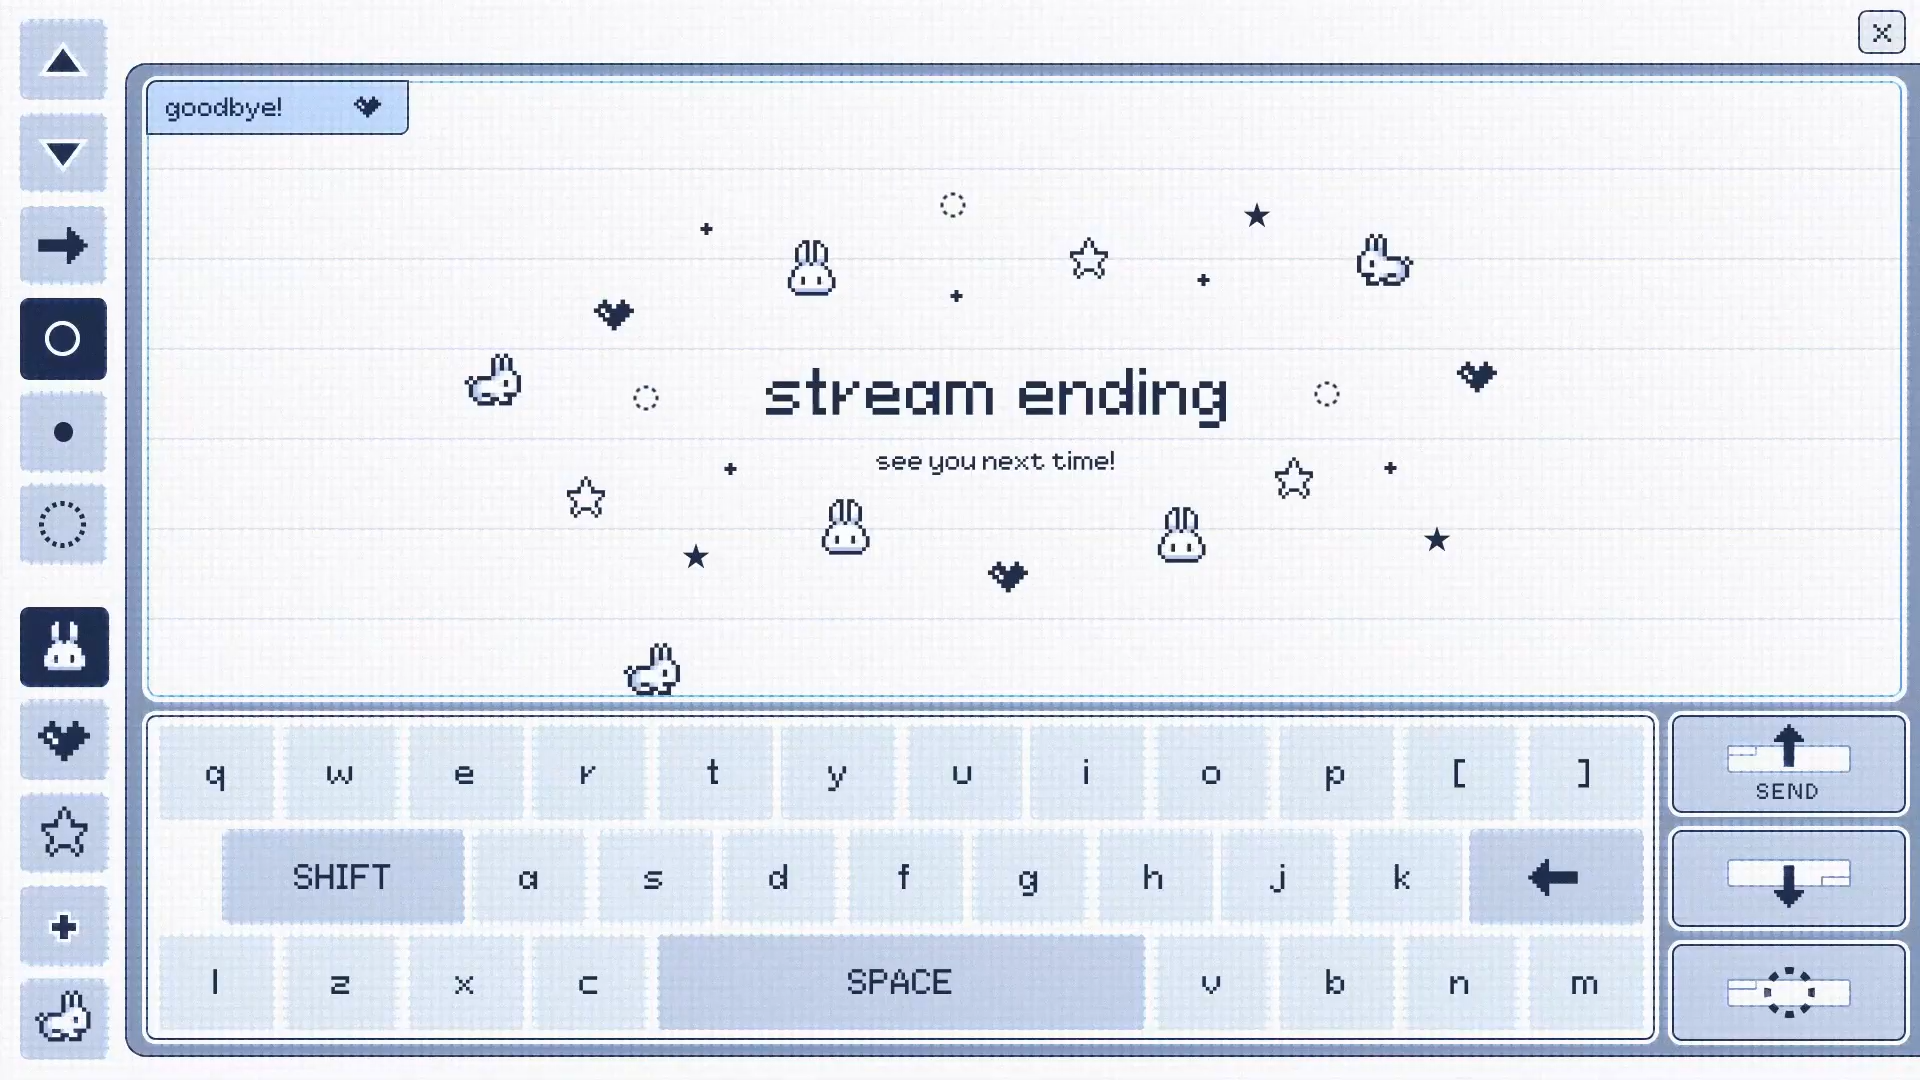 goodbye!
stream ending
see you next time!
q w e r t y u i o p [ ]
SEND
SHIFT a s d f g h j k
l z x c SPACE v b n m